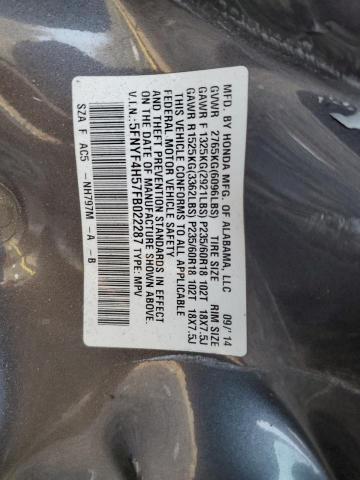 MFD. BY HONDA MFG. OF ALABAMA, LLC 09/'14
GVWR 2765KG(6096LBS) TIRE SIZE RIM SIZE
GAWR F 1325KG(2921LBS) P235/60R18 102T 18X7.5J
GAWR R 1525KG(3362LBS) P235/60R18 102T 18X7.5J
THIS VEHICLE CONFORMS TO ALL APPLICABLE
FEDERAL MOTOR VEHICLE SAFETY
AND THEFT PREVENTION STANDARDS IN EFFECT
ON THE DATE OF MANUFACTURE SHOWN ABOVE.
V.I.N.:5FNYF4H57FB022287 TYPE: MPV
SZA F AC5 -NH797M -A -B